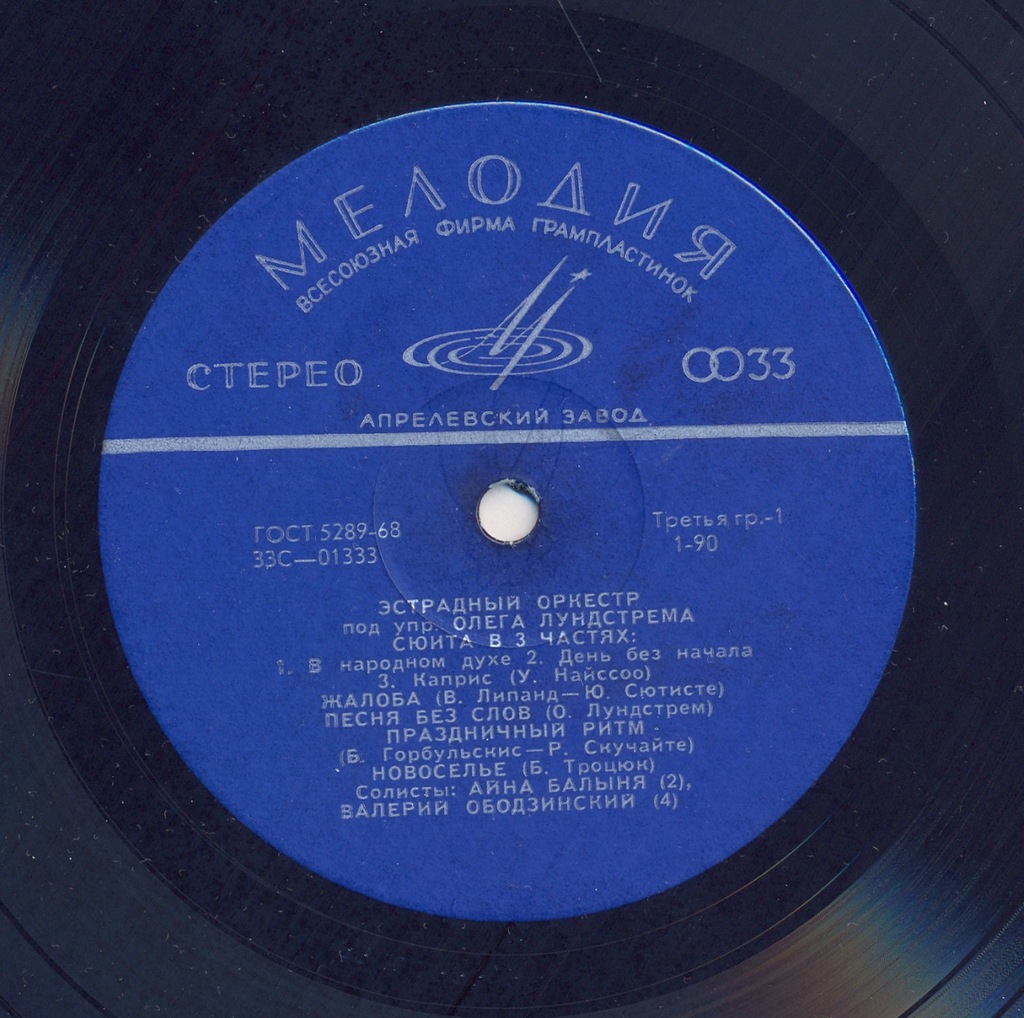 МЕЛОДИЯ
ВСЕСОЮЗНАЯ ФИРМА ГРАМПЛАСТИНОК
СТЕРЕО
33
АПРЕЛЕВСКИЙ ЗАВОД
ГОСТ 5289-68
33С—01333
Третья гр.-1
1-90
ЭСТРАДНЫЙ ОРКЕСТР
под упр. ОЛЕГА ЛУНДСТРЕМА
СЮИТА В 3 ЧАСТЯХ:
1. В народном духе 2. День без начала
3. Каприс (У. Найссоо)
ЖАЛОБА (В. Липанд—Ю. Сютисте)
ПЕСНЯ БЕЗ СЛОВ (О. Лундстрем)
ПРАЗДНИЧНЫЙ РИТМ
(Б. Горбульскис—Р. Скучайте)
НОВОСЕЛЬЕ (Б. Троцюк)
Солисты: АЙНА БАЛЫНЯ (2),
ВАЛЕРИЙ ОБОДЗИНСКИЙ (4)